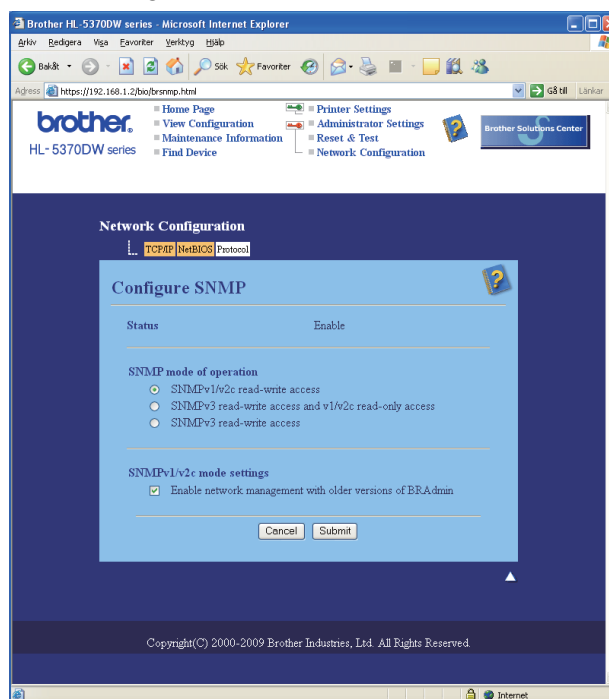 Brother HL-5370DW series - Microsoft Internet Explorer
Arkiv Redigera Visa Favoriter Verktyg Hjälp
Bakåt Sök Favoriter
Adress https://192.168.1.2/bio/brsnmp.html Gå till Länkar
brother.
HL-5370DW series
Home Page
View Configuration
Maintenance Information
Find Device
Printer Settings
Administrator Settings
Reset & Test
Network Configuration
Brother Solutions Center
Network Configuration
TCP/IP NetBIOS Protocol
Configure SNMP
Status Enable
SNMP mode of operation
SNMPv1/v2c read-write access
SNMPv3 read-write access and v1/v2c read-only access
SNMPv3 read-write access
SNMPv1/v2c mode settings
Enable network management with older versions of BRAdmin
Cancel Submit
Copyright(C) 2000-2009 Brother Industries, Ltd. All Rights Reserved.
Internet